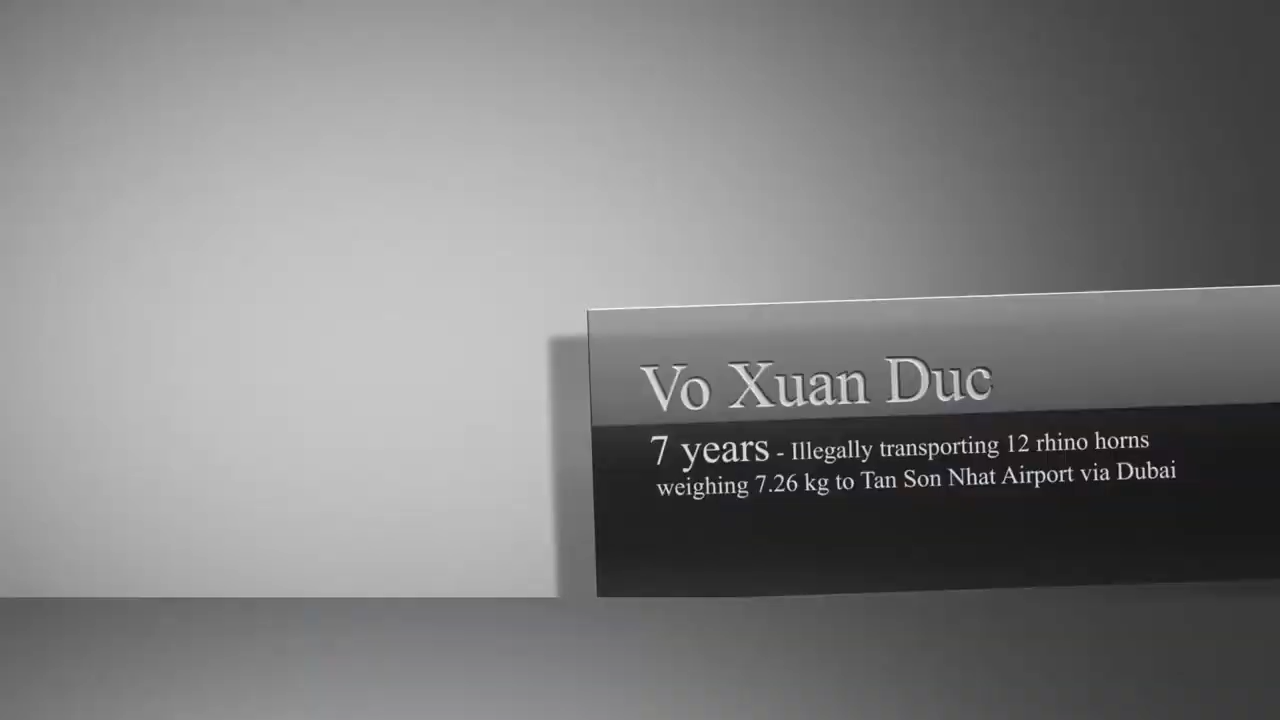 Vo Xuan Duc
7 years - Illegally transporting 12 rhino horns
weighing 7.26 kg to Tan Son Nhat Airport via Dubai